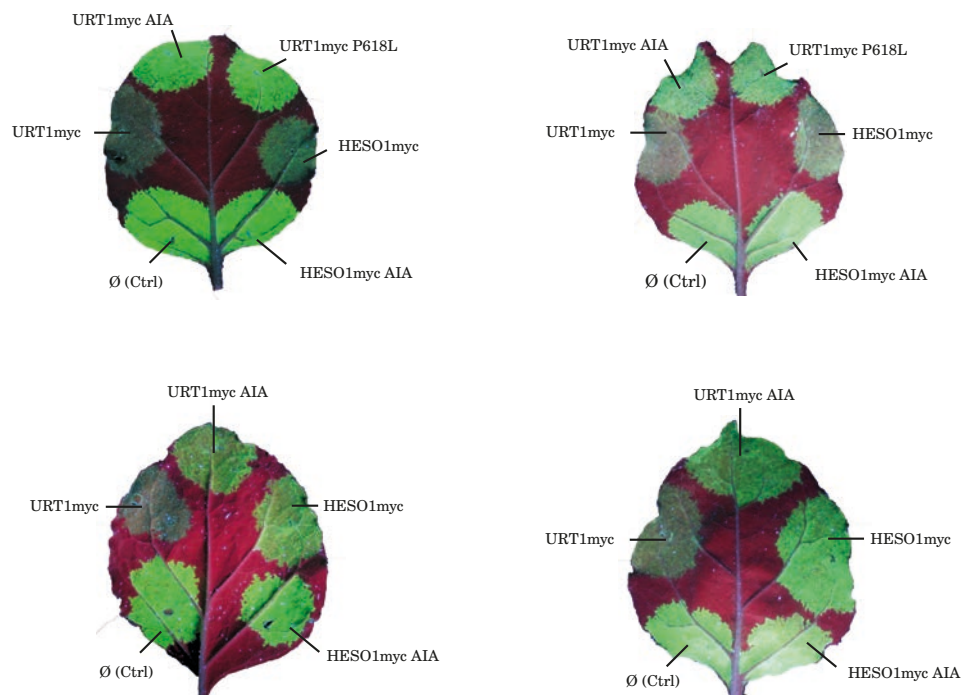 URT1myc AIA
URT1myc P618L
URT1myc
HESO1myc
Ø (Ctrl)
HESO1myc AIA
URT1myc AIA
URT1myc P618L
URT1myc
HESO1myc
Ø (Ctrl)
HESO1myc AIA
URT1myc AIA
URT1myc
HESO1myc
Ø (Ctrl)
HESO1myc AIA
URT1myc AIA
URT1myc
HESO1myc
Ø (Ctrl)
HESO1myc AIA